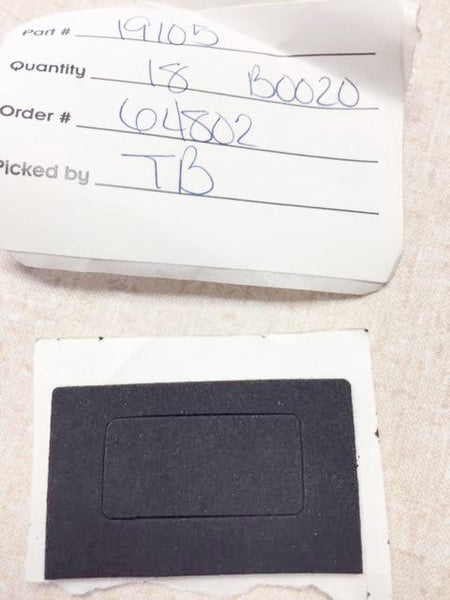 Part # 19105
Quantity 18 B0020
Order # 64802
Picked by TB